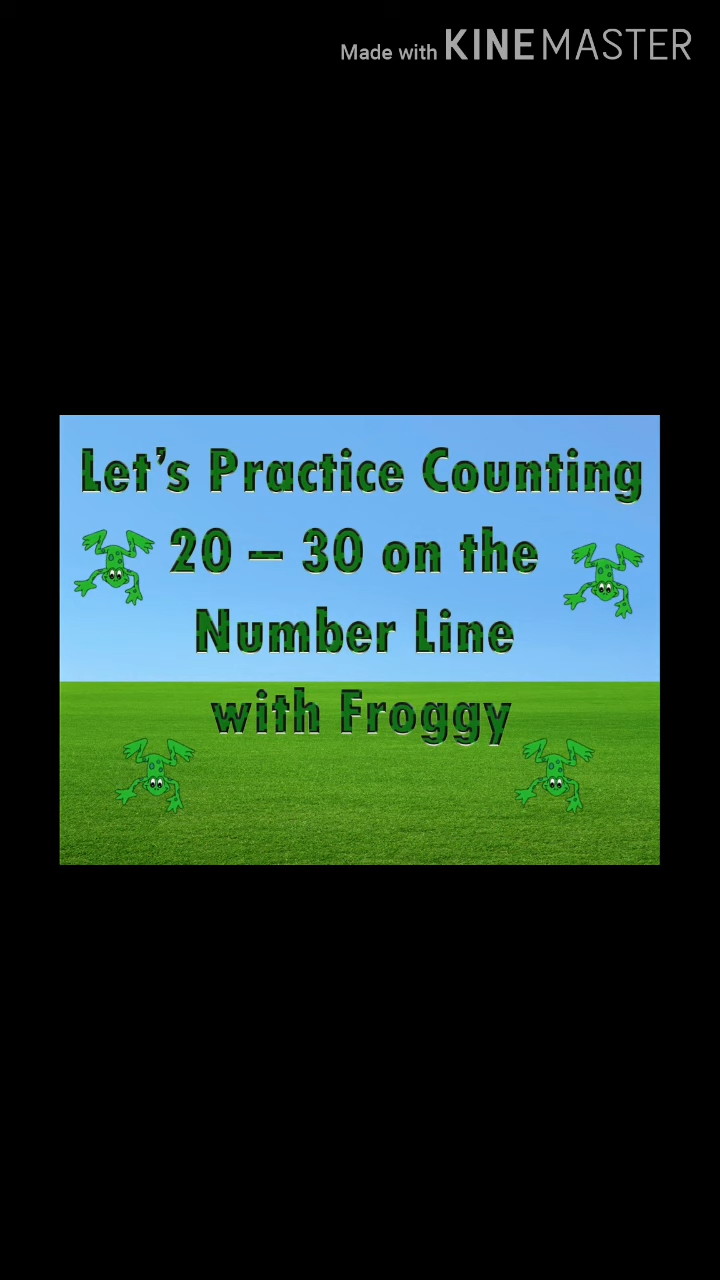 Made with KINEMASTER
Let's Practice Counting
20 – 30 on the
Number Line
with Froggy